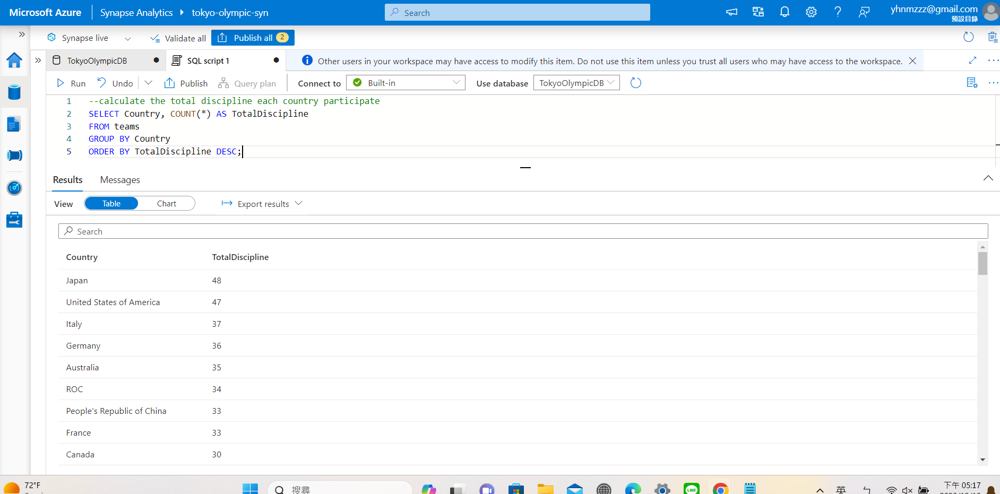 Microsoft Azure
Synapse Analytics
tokyo-olympic-syn
Search
yhnmzzz@gmail.com
預設目錄
Synapse live
Validate all
Publish all 2
TokyoOlympicDB
SQL script 1
Other users in your workspace may have access to modify this item. Do not use this item unless you trust all users who may have access to the workspace.
Run
Undo
Publish
Query plan
Connect to
Built-in
Use database
TokyoOlympicDB
1 --calculate the total discipline each country participate
2 SELECT Country, COUNT(*) AS TotalDiscipline
3 FROM teams
4 GROUP BY Country
5 ORDER BY TotalDiscipline DESC;
Results Messages
View Table Chart Export results
Search
Country TotalDiscipline
Japan 48
United States of America 47
Italy 37
Germany 36
Australia 35
ROC 34
People's Republic of China 33
France 33
Canada 30
72°F
搜尋
LINE
英
ㄅ
下午 05:17